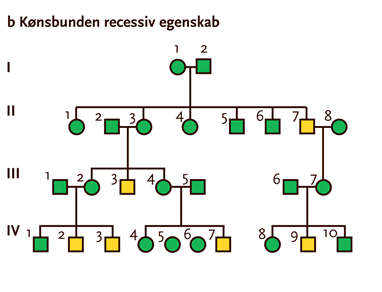 b Kønsbunden recessiv egenskab
1 2
I
II
1 2 3 4 5 6 7 8
III
1 2 3 4 5 6 7
IV
1 2 3 4 5 6 7 8 9 10